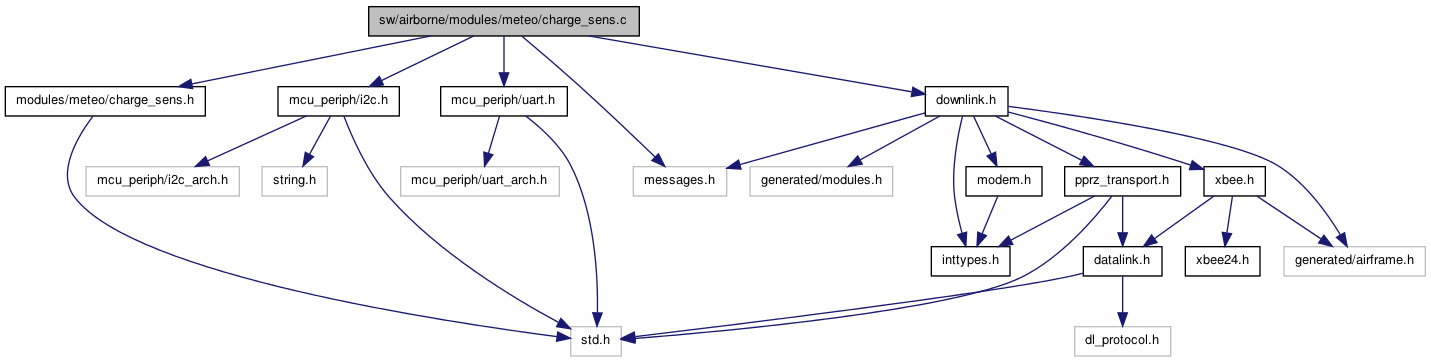 sw/airborne/modules/meteo/charge_sens.c
modules/meteo/charge_sens.h
mcu_periph/i2c.h
mcu_periph/uart.h
downlink.h
mcu_periph/i2c_arch.h
string.h
mcu_periph/uart_arch.h
messages.h
generated/modules.h
modem.h
pprz_transport.h
xbee.h
inttypes.h
datalink.h
xbee24.h
generated/airframe.h
std.h
dl_protocol.h